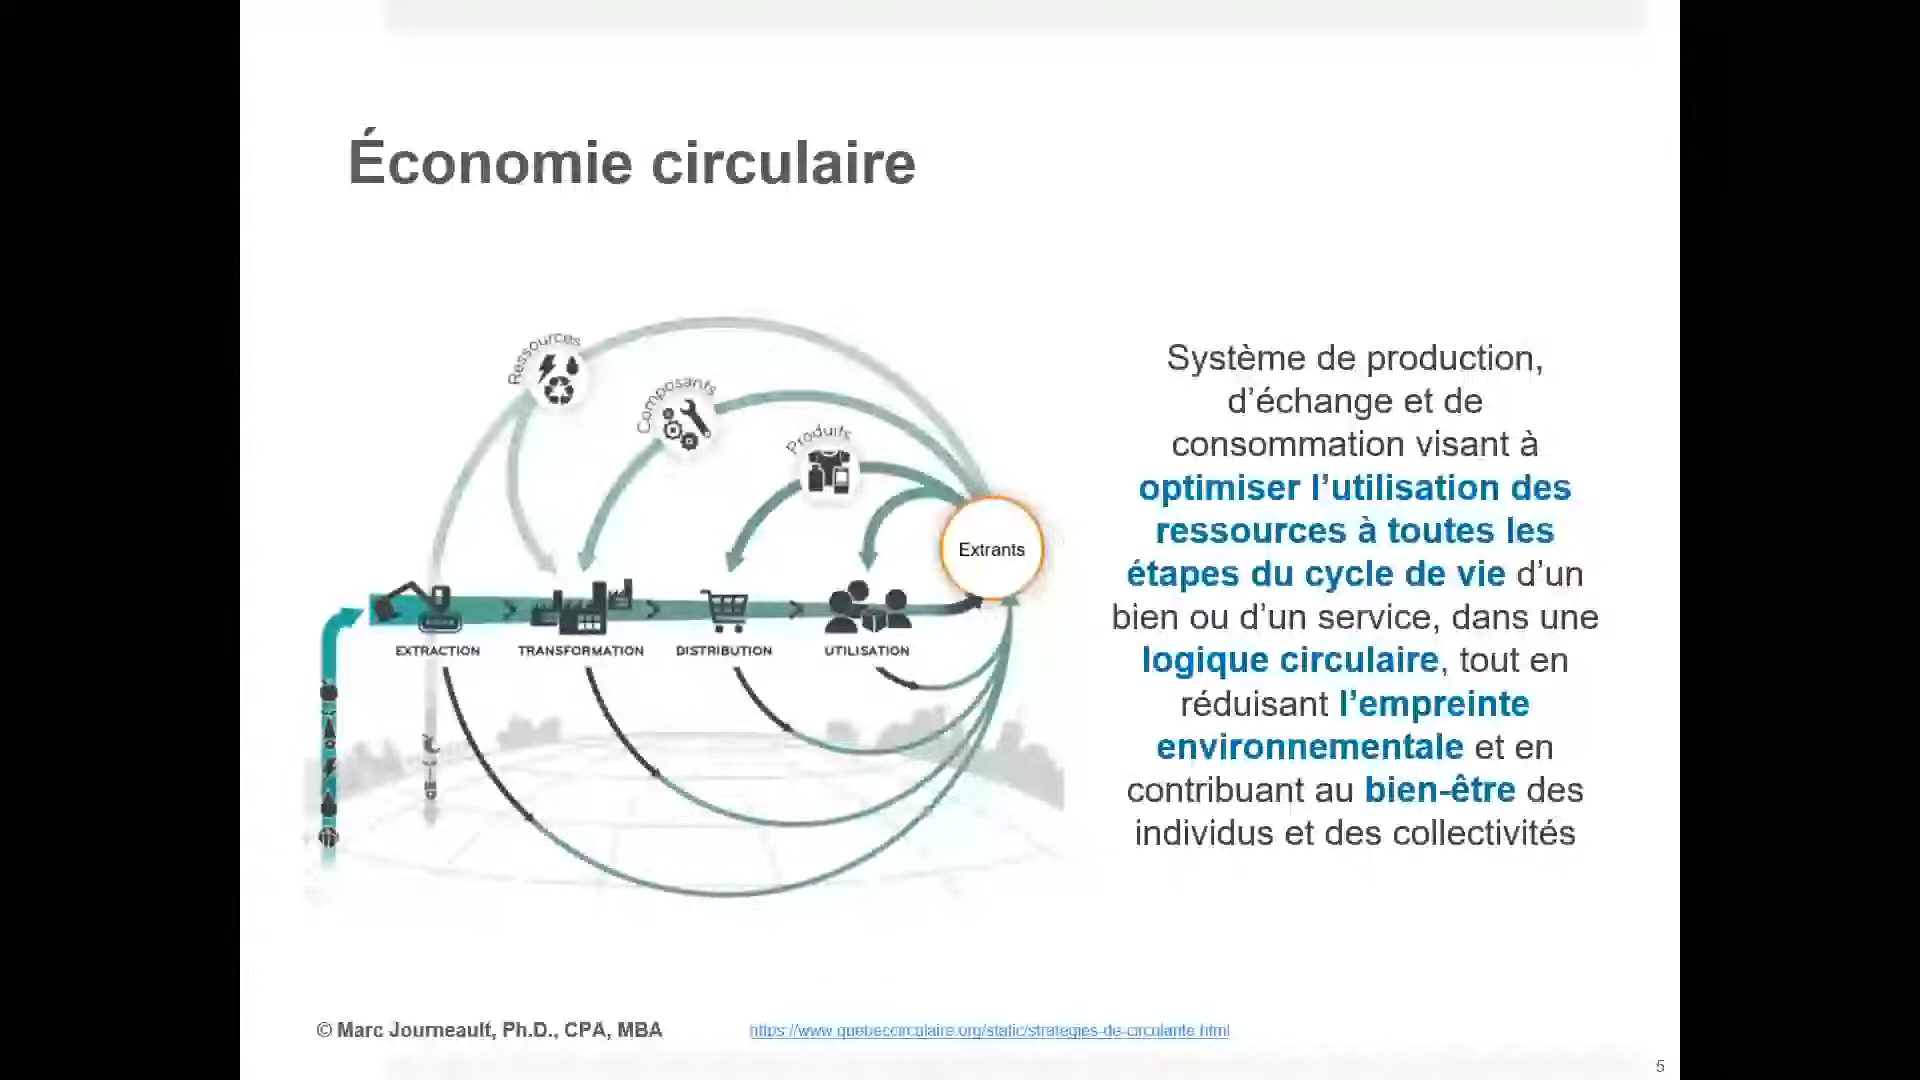 Économie circulaire
Ressources
Composants
Produits
Extrants
EXTRACTION
TRANSFORMATION
DISTRIBUTION
UTILISATION
Système de production,
d’échange et de
consommation visant à
optimiser l’utilisation des
ressources à toutes les
étapes du cycle de vie d’un
bien ou d’un service, dans une
logique circulaire, tout en
réduisant l’empreinte
environnementale et en
contribuant au bien-être des
individus et des collectivités
© Marc Journeault, Ph.D., CPA, MBA
https://www.quebeccirculaire.org/static/strategies-de-circularite.html
5